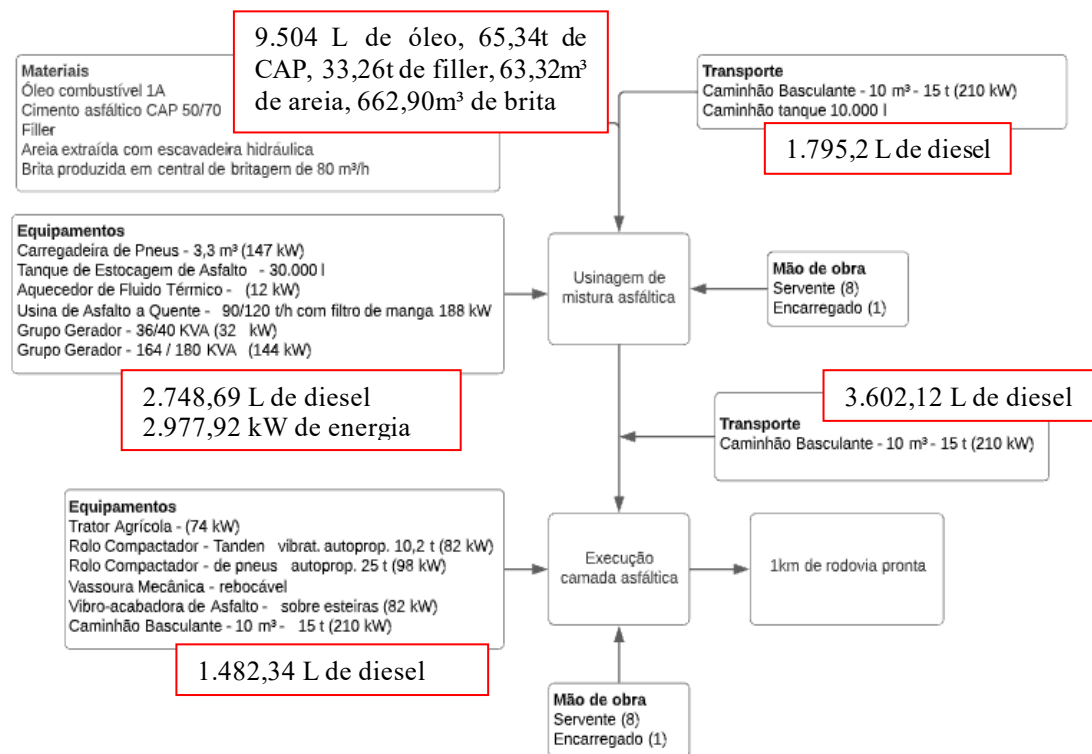 9.504 L de óleo, 65,34t de
CAP, 33,26t de filler, 63,32m³
de areia, 662,90m³ de brita
Materiais
Óleo combustível 1A
Cimento asfáltico CAP 50/70
Fíller
Areia extraída com escavadeira hidráulica
Brita produzida em central de britagem de 80 m³/h
Transporte
Caminhão Basculante - 10 m³ - 15 t (210 kW)
Caminhão tanque 10.000 l
1.795,2 L de diesel
Equipamentos
Carregadeira de Pneus - 3,3 m³ (147 kW)
Tanque de Estocagem de Asfalto - 30.000 l
Aquecedor de Fluido Térmico - (12 kW)
Usina de Asfalto a Quente - 90/120 t/h com filtro de manga 188 kW
Grupo Gerador - 36/40 KVA (32 kW)
Grupo Gerador - 164 / 180 KVA (144 kW)
Usinagem de
mistura asfáltica
Mão de obra
Servente (8)
Encarregado (1)
2.748,69 L de diesel
2.977,92 kW de energia
3.602,12 L de diesel
Transporte
Caminhão Basculante - 10 m³ - 15 t (210 kW)
Equipamentos
Trator Agrícola - (74 kW)
Rolo Compactador - Tanden vibrat. autoprop. 10,2 t (82 kW)
Rolo Compactador - de pneus autoprop. 25 t (98 kW)
Vassoura Mecânica - rebocável
Vibro-acabadora de Asfalto - sobre esteiras (82 kW)
Caminhão Basculante - 10 m³ - 15 t (210 kW)
Execução
camada asfáltica
1km de rodovia pronta
1.482,34 L de diesel
Mão de obra
Servente (8)
Encarregado (1)